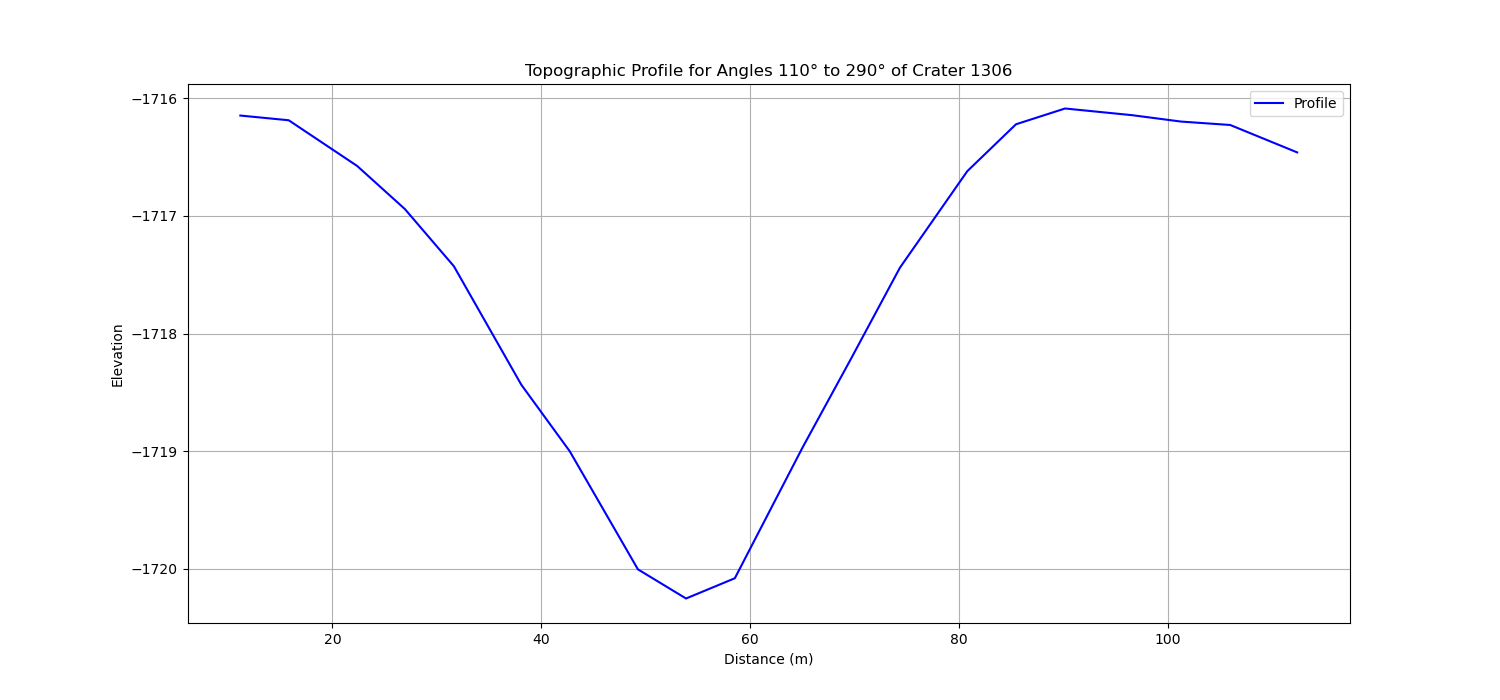 Topographic Profile for Angles 110° to 290° of Crater 1306
Profile
−1716
−1717
−1718
−1719
−1720
Elevation
20 40 60 80 100
Distance (m)